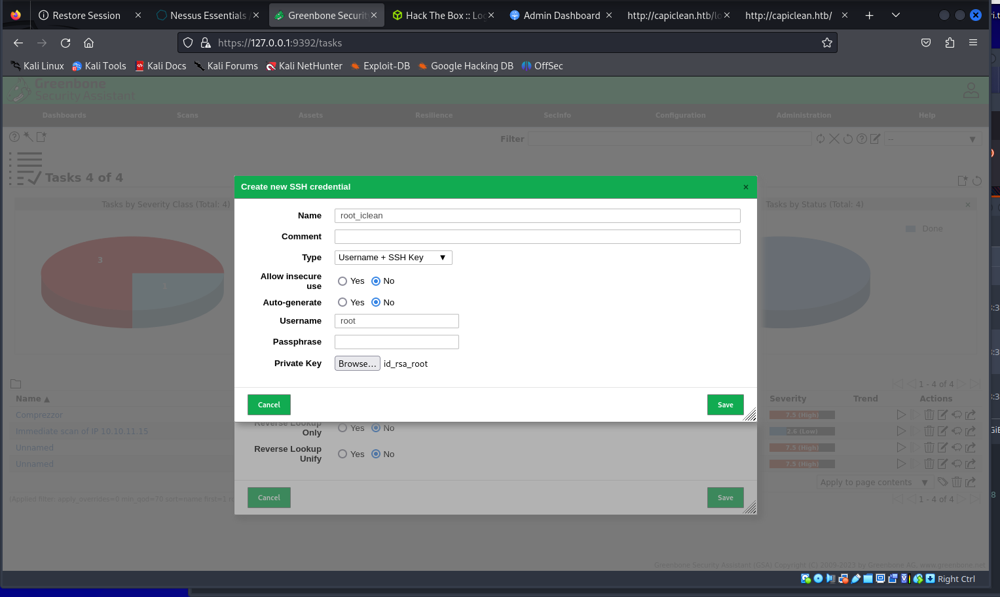 Restore Session
Nessus Essentials /
Greenbone Securit
Hack The Box :: Log
Admin Dashboard
http://capiclean.htb/lo
http://capiclean.htb/
https://127.0.0.1:9392/tasks
Kali Linux
Kali Tools
Kali Docs
Kali Forums
Kali NetHunter
Exploit-DB
Google Hacking DB
OffSec
Greenbone
Security Assistant
Dashboards
Scans
Assets
Resilience
SecInfo
Configuration
Administration
Help
Filter
--
Tasks 4 of 4
Tasks by Severity Class (Total: 4)
3
1
Tasks by Status (Total: 4)
Done
Create new SSH credential
Name
root_iclean
Comment
Type
Username + SSH Key
Allow insecure
use
Yes
No
Auto-generate
Yes
No
Username
root
Passphrase
Private Key
Browse...
id_rsa_root
Cancel
Save
Reverse Lookup
Only
Yes
No
Reverse Lookup
Unify
Yes
No
Cancel
Save
1 - 4 of 4
Name
Severity
Trend
Actions
Comprezzor
7.5 (High)
Immediate scan of IP 10.10.11.15
2.6 (Low)
Unnamed
7.5 (High)
Unnamed
7.5 (High)
Apply to page contents
(Applied filter: apply_overrides=0 min_qod=70 sort=name first=1 ro
1 - 4 of 4
Greenbone Security Assistant (GSA) Copyright (C) 2009-2023 by Greenbone AG, www.greenbone.net
Right Ctrl